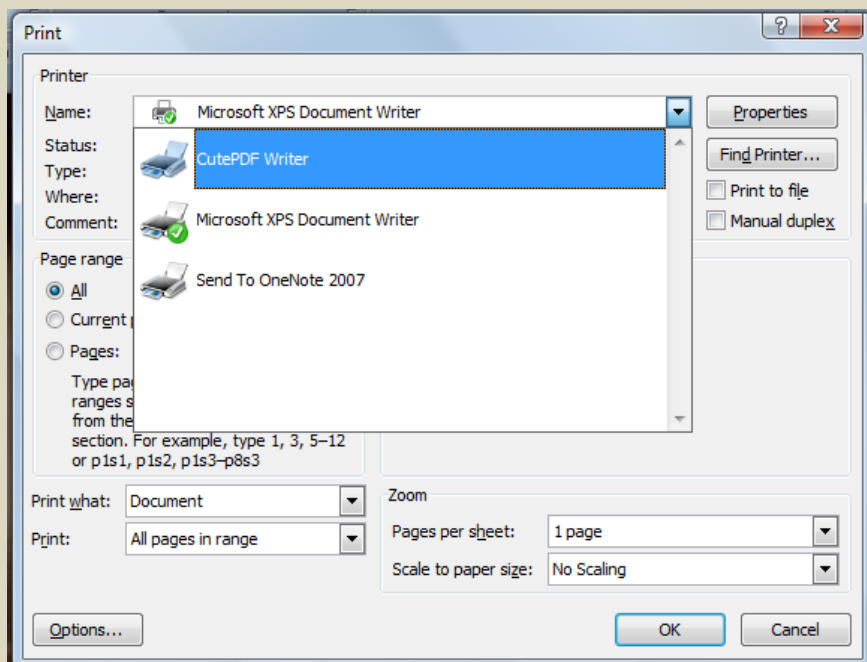 Print
?
Printer
Name: Microsoft XPS Document Writer
Properties
Status:
CutePDF Writer
Find Printer...
Type:
Where:
Print to file
Comment:
Microsoft XPS Document Writer
Manual duplex
Send To OneNote 2007
Page range
All
Current
Pages:
Type
ranges
from the
section. For example, type 1, 3, 5–12
or p1s1, p1s2, p1s3–p8s3
Print what: Document
Print: All pages in range
Zoom
Pages per sheet: 1 page
Scale to paper size: No Scaling
Options...
OK
Cancel